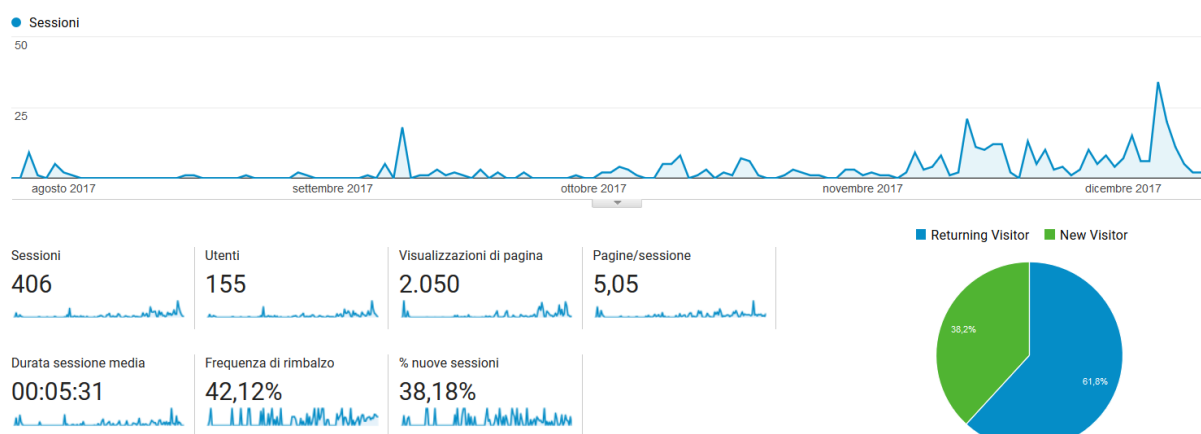 Sessioni
50
25
agosto 2017 settembre 2017 ottobre 2017 novembre 2017 dicembre 2017
Returning Visitor New Visitor
Sessioni Utenti Visualizzazioni di pagina Pagine/sessione
406 155 2.050 5,05
38,2%
61,8%
Durata sessione media Frequenza di rimbalzo % nuove sessioni
00:05:31 42,12% 38,18%